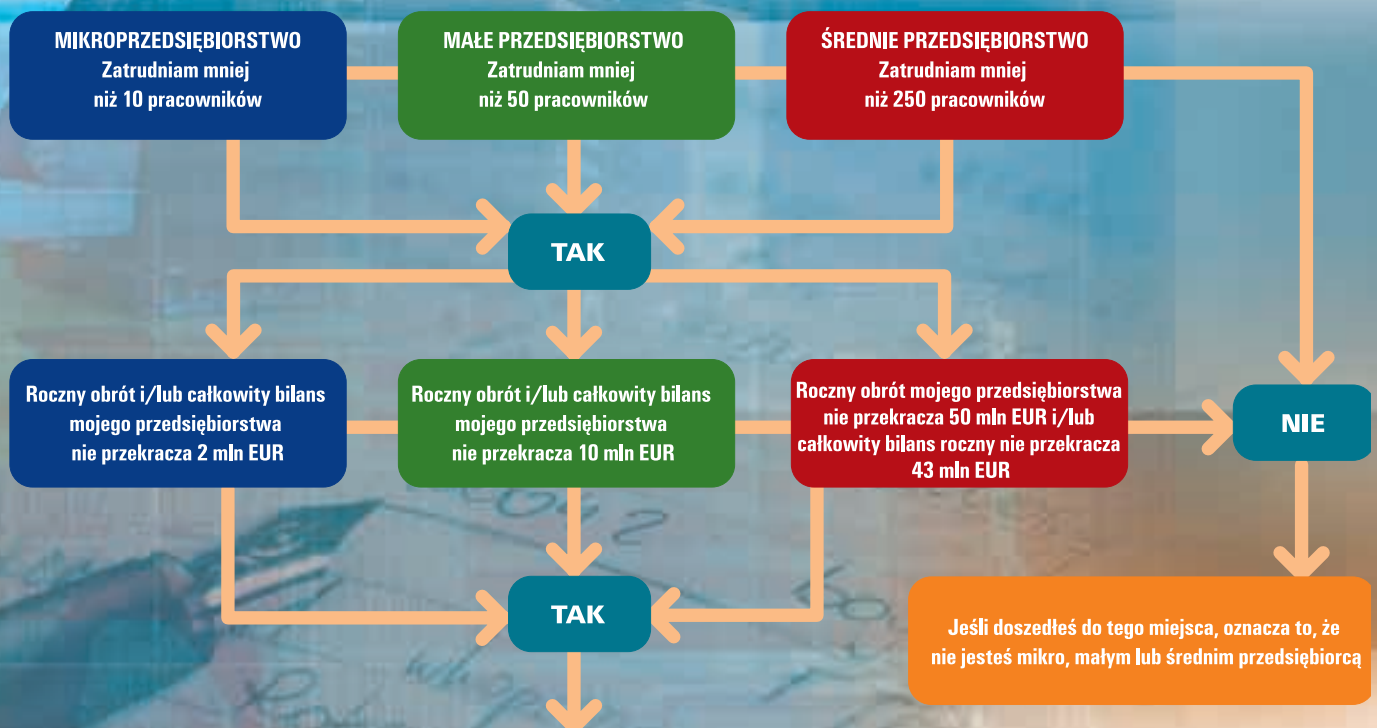 MIKROPRZEDSIĘBIORSTWO
Zatrudniam mniej
niż 10 pracowników
MAŁE PRZEDSIĘBIORSTWO
Zatrudniam mniej
niż 50 pracowników
ŚREDNIE PRZEDSIĘBIORSTWO
Zatrudniam mniej
niż 250 pracowników
TAK
Roczny obrót i/lub całkowity bilans
mojego przedsiębiorstwa
nie przekracza 2 mln EUR
Roczny obrót i/lub całkowity bilans
mojego przedsiębiorstwa
nie przekracza 10 mln EUR
Roczny obrót mojego przedsiębiorstwa
nie przekracza 50 mln EUR i/lub
całkowity bilans roczny nie przekracza
43 mln EUR
NIE
TAK
Jeśli doszedłeś do tego miejsca, oznacza to, że
nie jesteś mikro, małym lub średnim przedsiębiorcą